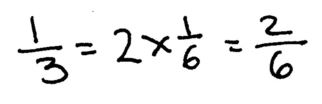 1/3 = 2 × 1/6 = 2/6